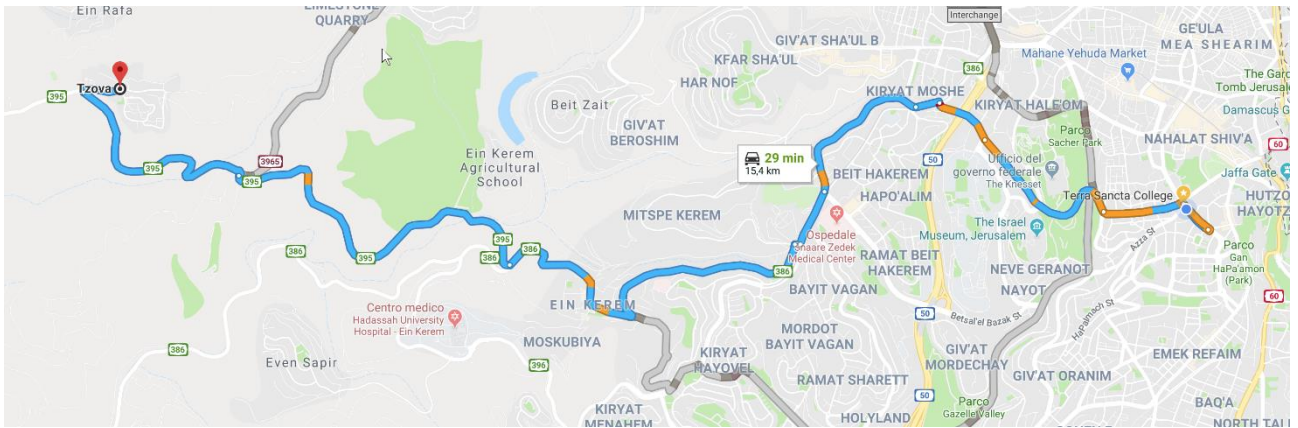 Ein Rafa
LIMESTONE
QUARRY
Interchange
GE'ULA
MEA SHEARIM
GIV'AT SHA'UL B
KFAR SHA'UL
HAR NOF
386
Mahane Yehuda Market
The Gard
Tomb Jerusal
Damascus G
Tzova
395
KIRYAT MOSHE
KIRYAT HALE'OM
Beit Zait
Parco
Sacher Park
NAHALAT SHIV'A
60
GIV'AT
BEROSHIM
3965
395
395
Ein Kerem
Agricultural
School
29 min
15,4 km
50
Ufficio del
governo federale
The Knesset
Jaffa Gate
BEIT HAKEREM
HAPO'ALIM
Terra Sancta College
HUTZO
HAYOTZ
MITSPE KEREM
Ospedale
Shaare Zedek
Medical Center
The Israel
Museum, Jerusalem
Azza St
Parco
Gan
HaPa'amon
(Park)
395
386
386
395
386
RAMAT BEIT
HAKEREM
NEVE GERANOT
NAYOT
BAYIT VAGAN
60
Centro medico
Hadassah University
Hospital - Ein Kerem
EIN KEREM
50
Betsal'el Bazak St
HaPalmach St
MOSKUBIYA
MORDOT
BAYIT VAGAN
386
Even Sapir
396
KIRYAT
HAYOVEL
GIV'AT
MORDECHAY
EMEK REFAIM
RAMAT SHARETT
GIV'AT ORANIM
50
KIRYAT
MENAHEM
HOLYLAND
Parco
Gazelle Valley
BAQ'A
NORTH TAL